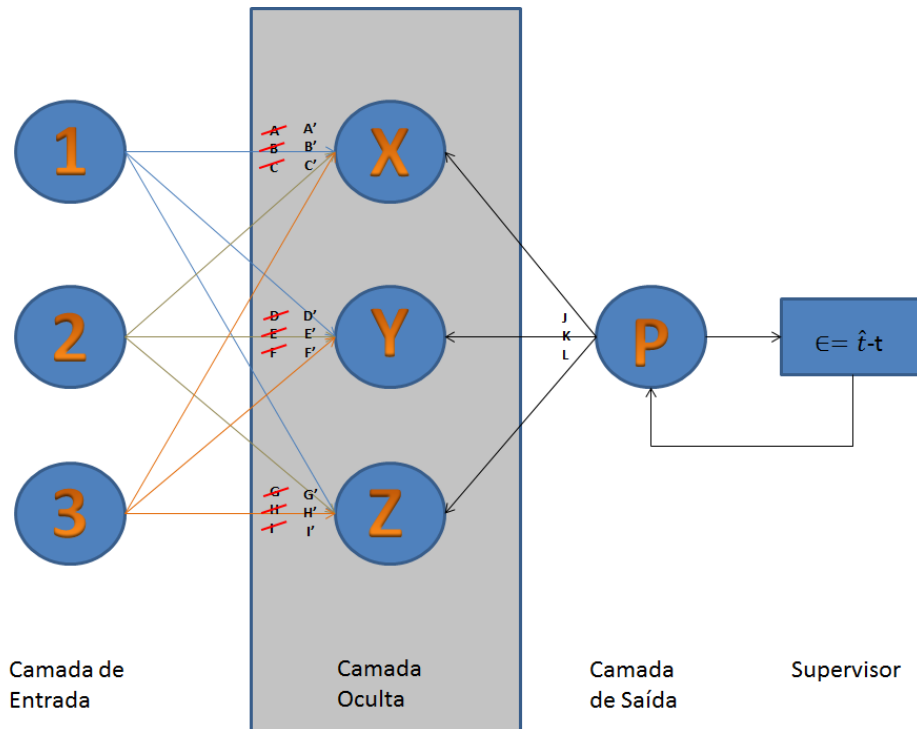 1
A A'
B B'
C C'
X
2
D D'
E E'
F F'
Y
J
K
L
P
∈= t̂-t
3
G G'
H H'
I I'
Z
Camada de
Entrada
Camada
Oculta
Camada
de Saída
Supervisor